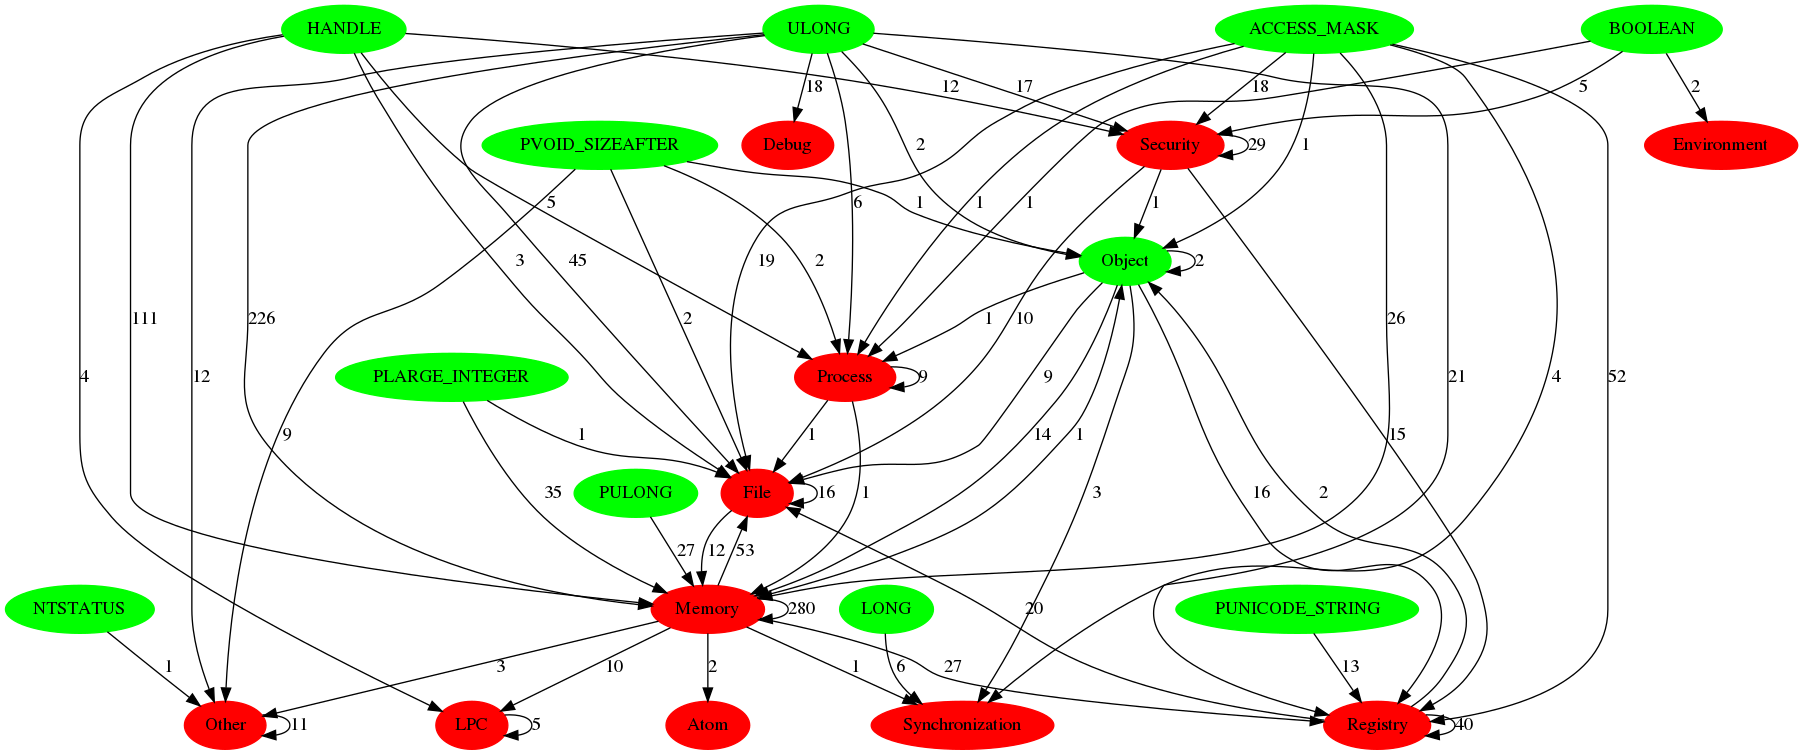 HANDLE
ULONG
ACCESS_MASK
BOOLEAN
18
12
17
18
5
2
PVOID_SIZEAFTER
Debug
Security
29
2
1
Environment
5
1
6
1
1
1
3
45
19
2
Object
2
111
226
2
1
10
26
4
12
PLARGE_INTEGER
Process
9
9
21
4
52
9
1
1
14
1
15
35
PULONG
File
16
1
3
16
2
27
12
53
NTSTATUS
Memory
280
LONG
20
PUNICODE_STRING
1
3
10
2
1
6
27
13
Other
11
LPC
5
Atom
Synchronization
Registry
40